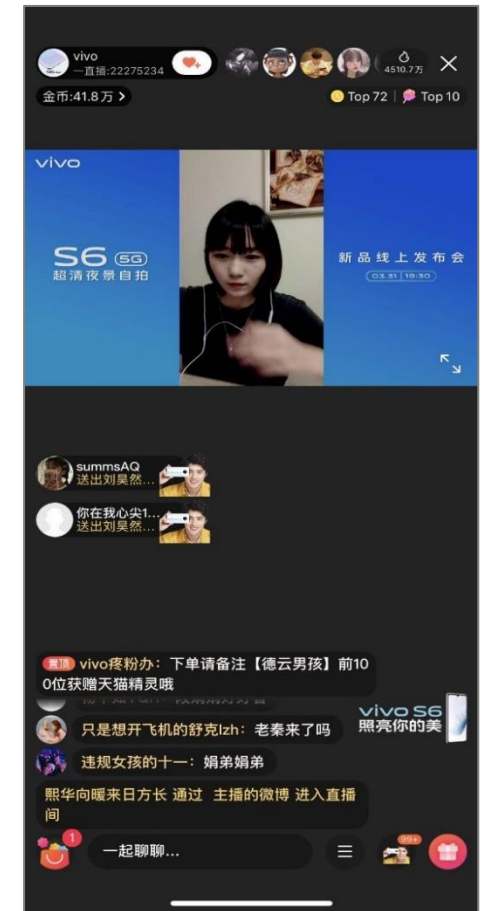 vivo
一直播:22275234
4510.7万
金币:41.8万 >
Top 72 | Top 10
vivo
S6 5G
超清夜景自拍
新品线上发布会
03.31 | 19:30
summsAQ
送出刘昊然...
你在我心尖1...
送出刘昊然...
置顶 vivo疼粉办：下单请备注【德云男孩】前10
0位获赠天猫精灵哦
只是想开飞机的舒克lzh：老秦来了吗
违规女孩的十一：娟弟娟弟
vivo S6
照亮你的美
熙华向暖来日方长 通过 主播的微博 进入直播
间
1
一起聊聊...
99+